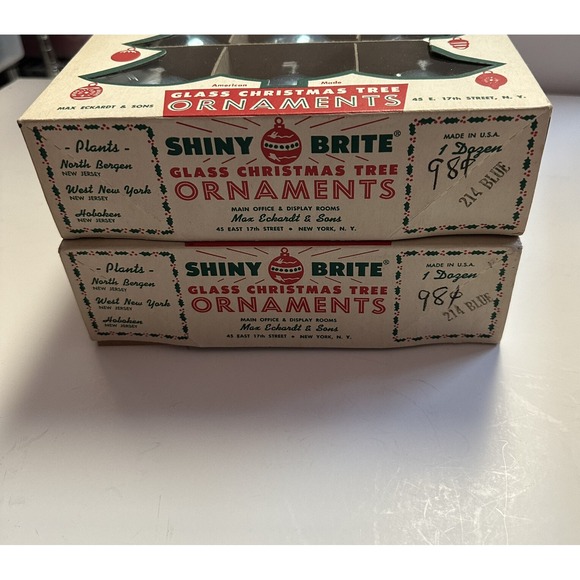 American Made
GLASS CHRISTMAS TREE
MAX ECKARDT & SONS ORNAMENTS 45 E. 17th STREET, N. Y.
- Plants -
North Bergen
NEW JERSEY
West New York
NEW JERSEY
Hoboken
NEW JERSEY
SHINY BRITE®
GLASS CHRISTMAS TREE
ORNAMENTS
MAIN OFFICE & DISPLAY ROOMS
Max Eckardt & Sons
45 EAST 17th STREET • NEW YORK, N. Y.
MADE IN U.S.A.
1 Dozen
98¢
214 BLUE
- Plants -
North Bergen
NEW JERSEY
West New York
NEW JERSEY
Hoboken
NEW JERSEY
SHINY BRITE®
GLASS CHRISTMAS TREE
ORNAMENTS
MAIN OFFICE & DISPLAY ROOMS
Max Eckardt & Sons
45 EAST 17th STREET • NEW YORK, N. Y.
MADE IN U.S.A.
1 Dozen
98¢
214 BLUE